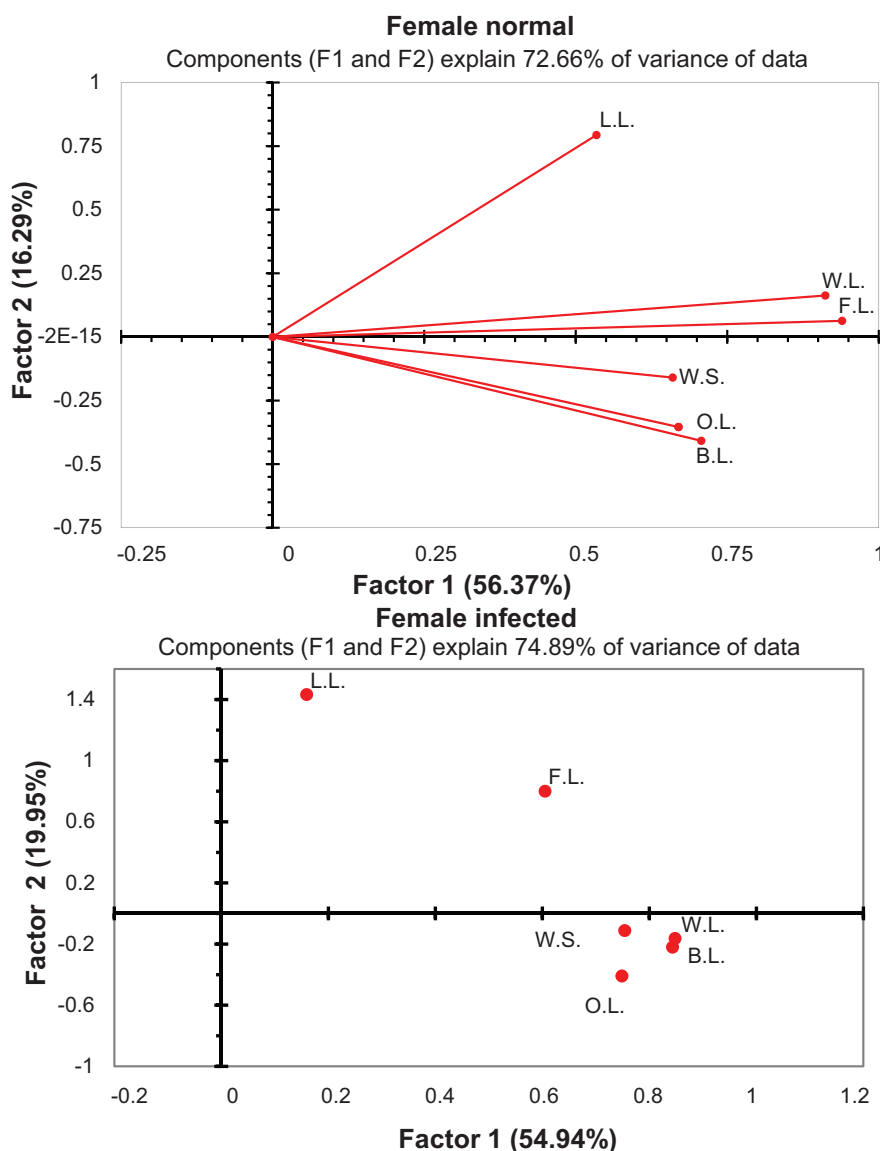 Female normal
Components (F1 and F2) explain 72.66% of variance of data
1
0.75
0.5
0.25
-2E-15
-0.25
-0.5
-0.75
Factor 2 (16.29%)
L.L.
W.L.
F.L.
W.S.
O.L.
B.L.
-0.25 0 0.25 0.5 0.75 1
Factor 1 (56.37%)
Female infected
Components (F1 and F2) explain 74.89% of variance of data
1.4
1
0.6
0.2
-0.2
-0.6
-1
Factor 2 (19.95%)
L.L.
F.L.
W.S.
W.L.
B.L.
O.L.
-0.2 0 0.2 0.4 0.6 0.8 1 1.2
Factor 1 (54.94%)